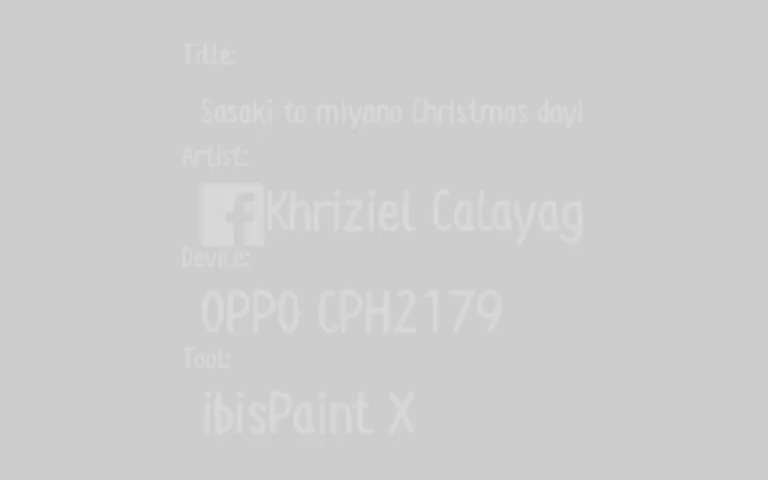 Title:
Sasaki to miyano Christmas day!
Artist:
Khriziel Calayag
Device:
OPPO CPH2179
Tool:
ibisPaint X